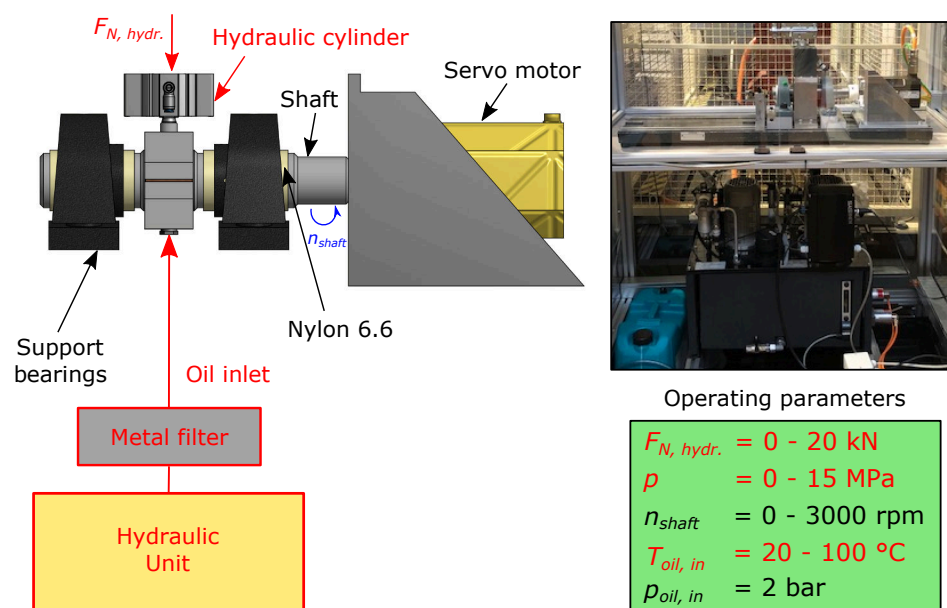 F_N, hydr.
Hydraulic cylinder
Servo motor
Shaft
n_shaft
Nylon 6.6
Support
bearings
Oil inlet
Metal filter
Hydraulic
Unit
Operating parameters
F_N, hydr. = 0 - 20 kN
p = 0 - 15 MPa
n_shaft = 0 - 3000 rpm
T_oil, in = 20 - 100 °C
p_oil, in = 2 bar